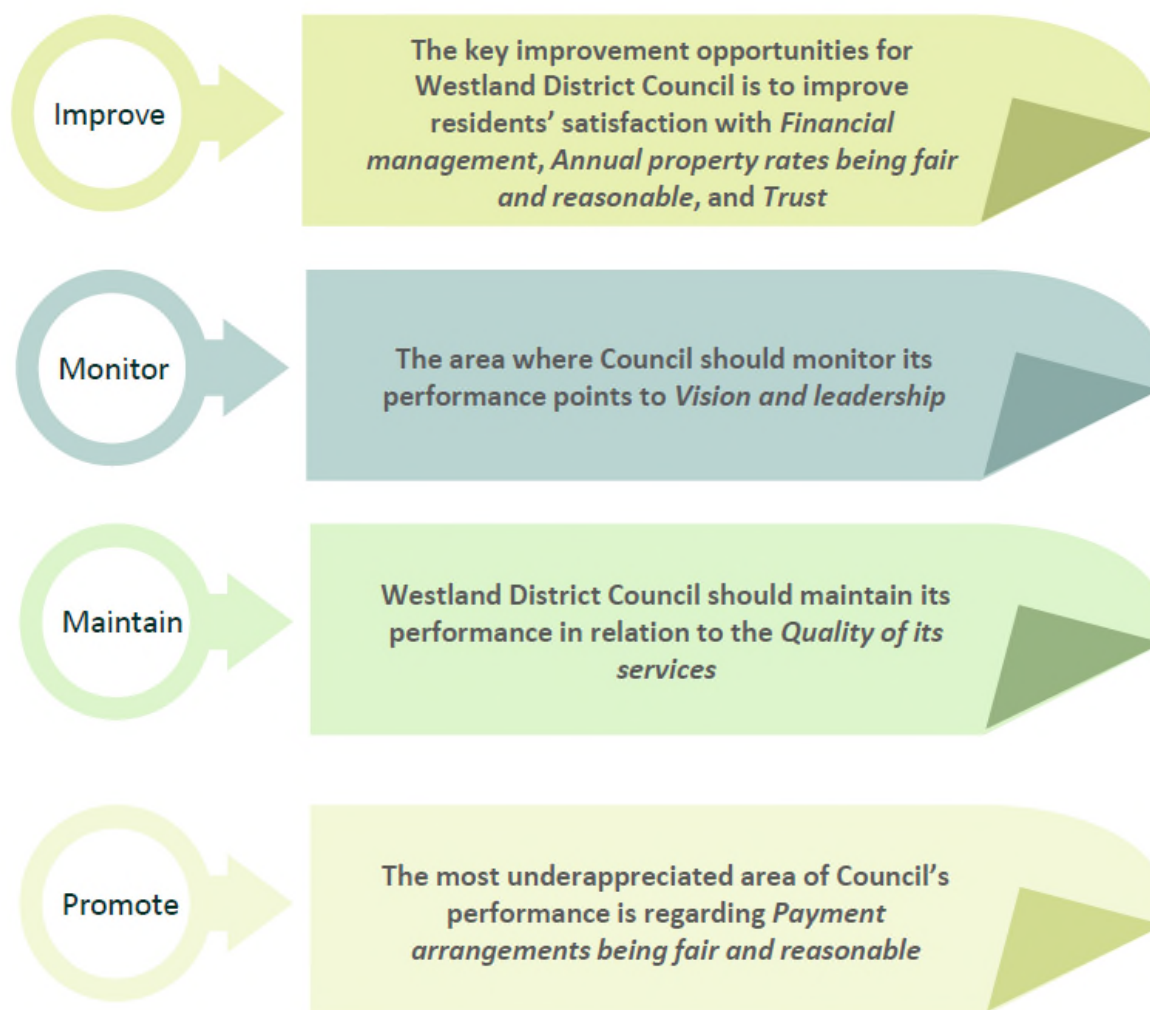 Improve
The key improvement opportunities for
Westland District Council is to improve
residents’ satisfaction with Financial
management, Annual property rates being fair
and reasonable, and Trust
Monitor
The area where Council should monitor its
performance points to Vision and leadership
Maintain
Westland District Council should maintain its
performance in relation to the Quality of its
services
Promote
The most underappreciated area of Council’s
performance is regarding Payment
arrangements being fair and reasonable